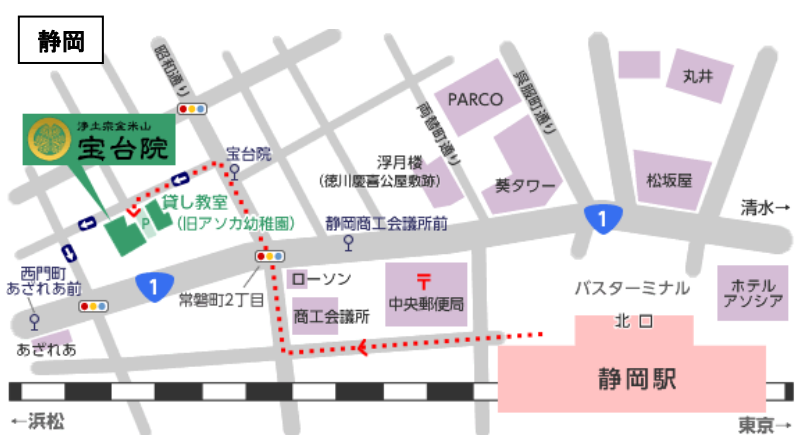 静岡
昭和通り
丸井
PARCO
呉服町通り
両替町通り
浄土宗金米山
宝台院
宝台院
浮月楼
(徳川慶喜公屋敷跡)
葵タワー
松坂屋
貸し教室
(旧アソカ幼稚園)
P
清水→
静岡商工会議所前
1
西門町
あざれあ前
1
常磐町2丁目
ローソン
商工会議所
〒
中央郵便局
バスターミナル
ホテル
アソシア
北口
あざれあ
静岡駅
←浜松
東京→